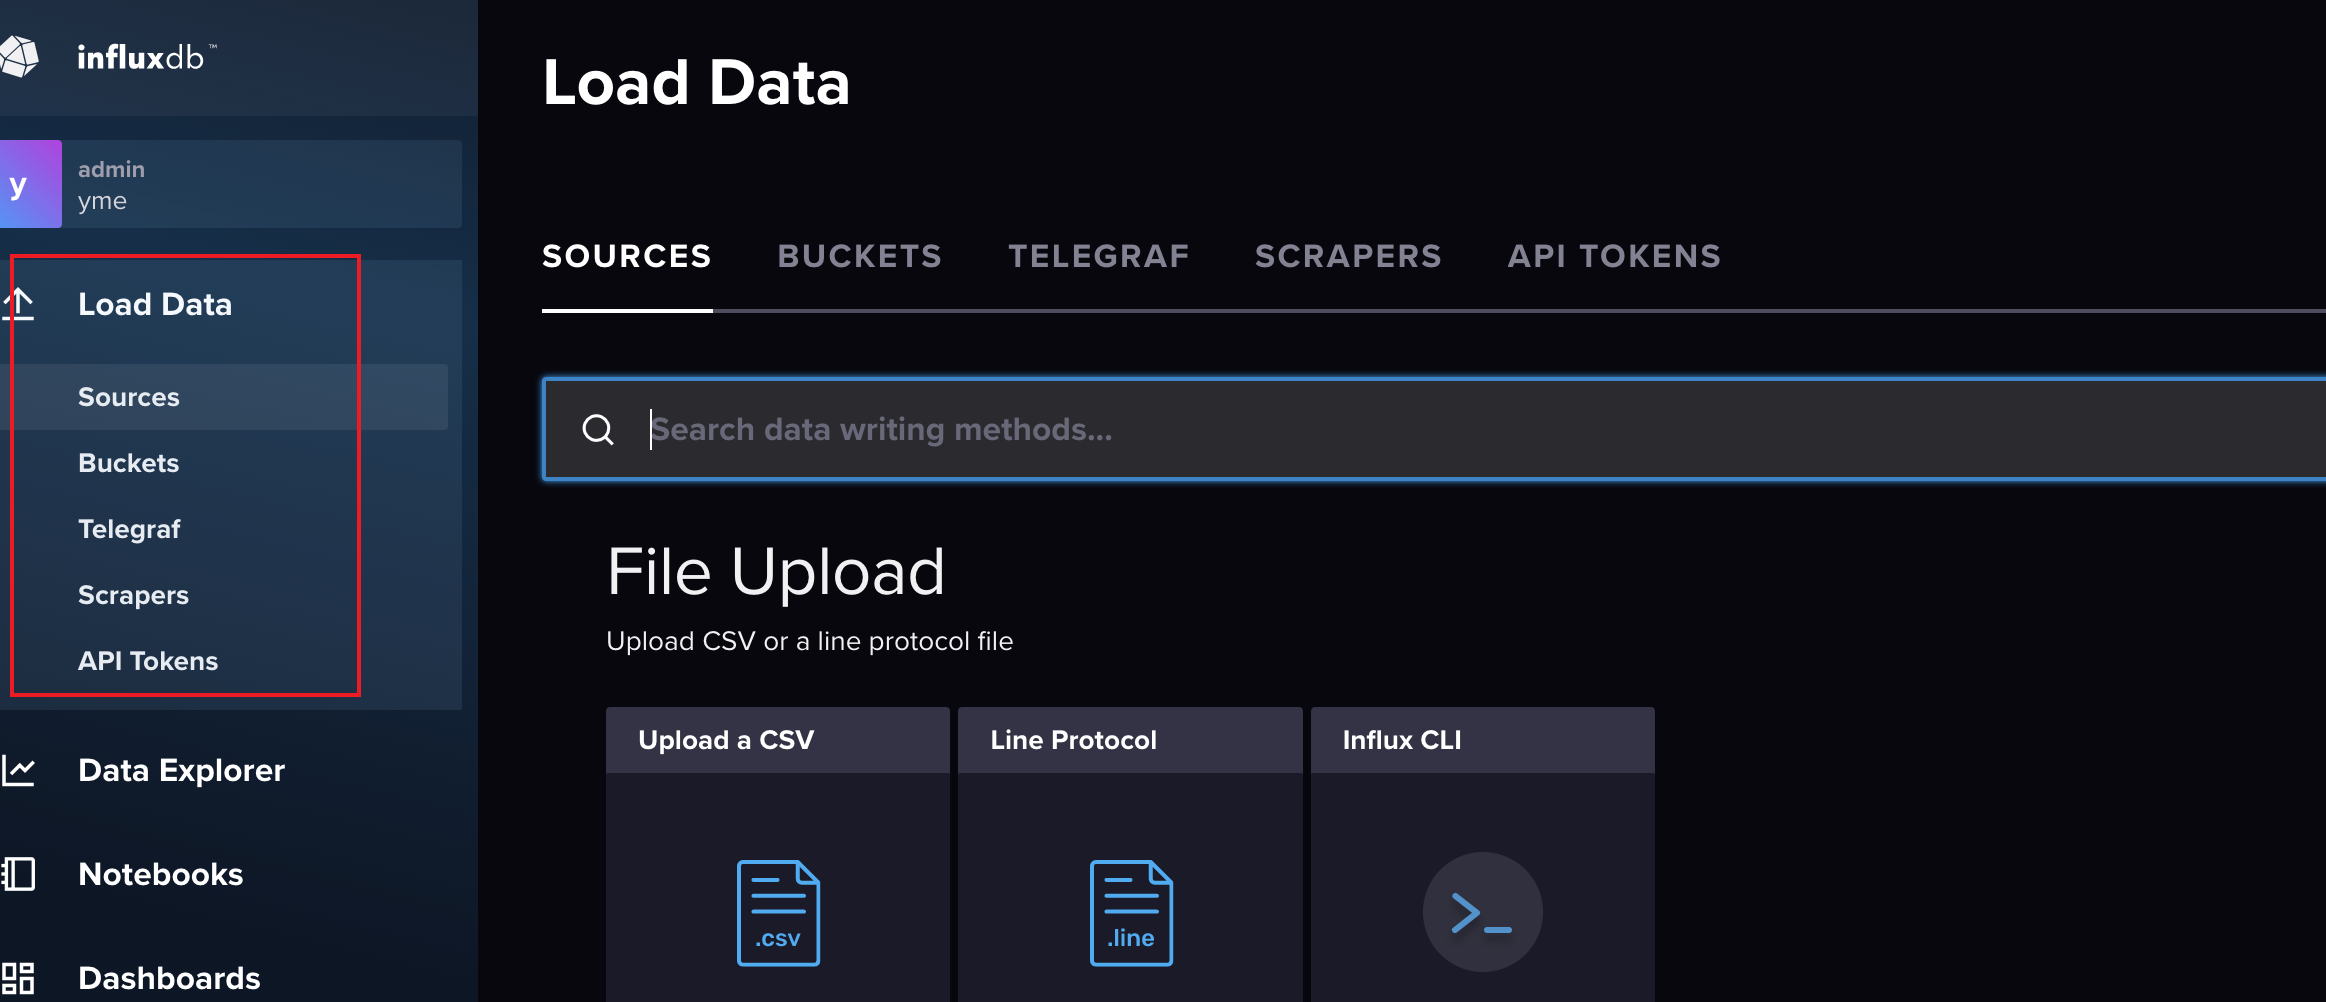 influxdb™
y
admin
yme
Load Data
Sources
Buckets
Telegraf
Scrapers
API Tokens
Data Explorer
Notebooks
Dashboards
Load Data
SOURCES BUCKETS TELEGRAF SCRAPERS API TOKENS
Search data writing methods...
File Upload
Upload CSV or a line protocol file
Upload a CSV
.csv
Line Protocol
.line
Influx CLI